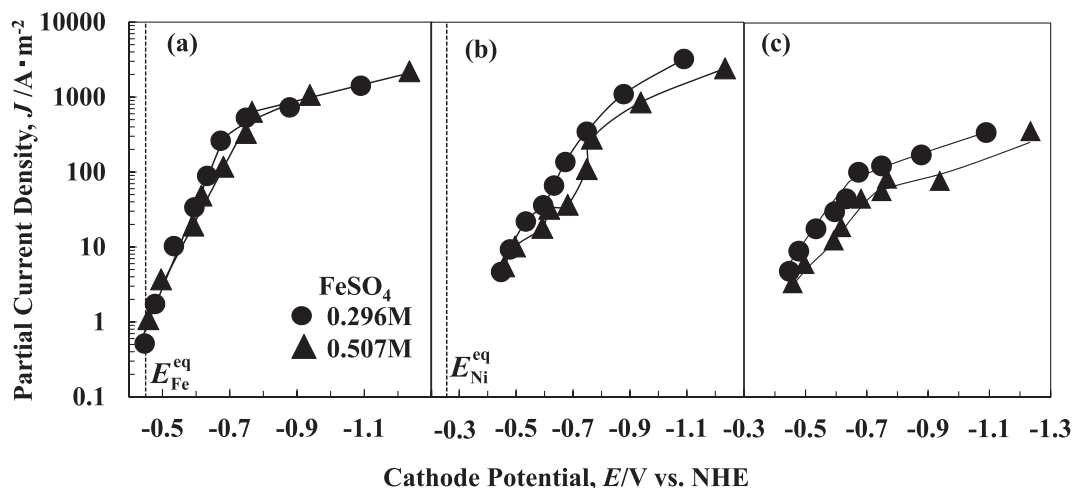 10000
1000
100
10
1
0.1
Partial Current Density, J /A・m-2
(a)
(b)
(c)
FeSO4
0.296M
0.507M
E eq Fe
E eq Ni
-0.5 -0.7 -0.9 -1.1
-0.3 -0.5 -0.7 -0.9 -1.1
-0.3 -0.5 -0.7 -0.9 -1.1 -1.3
Cathode Potential, E/V vs. NHE